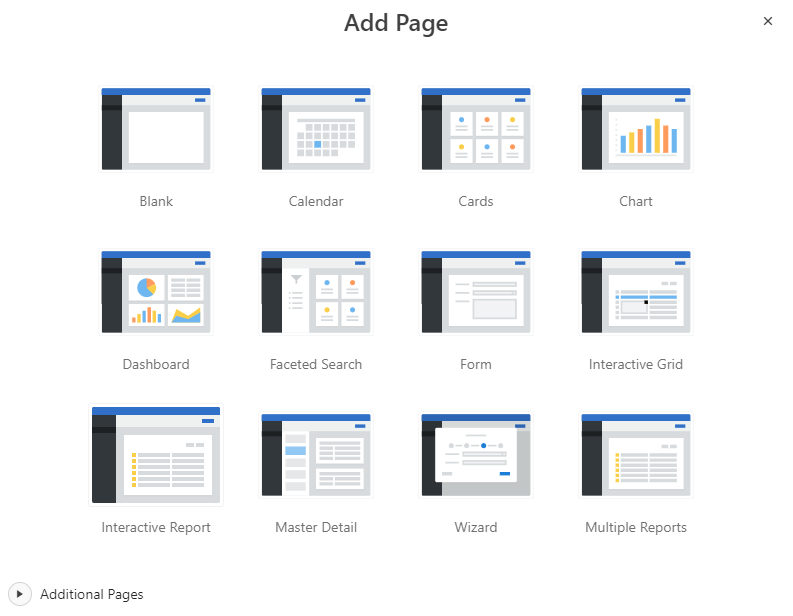 Add Page
Blank
Calendar
Cards
Chart
Dashboard
Faceted Search
Form
Interactive Grid
Interactive Report
Master Detail
Wizard
Multiple Reports
Additional Pages